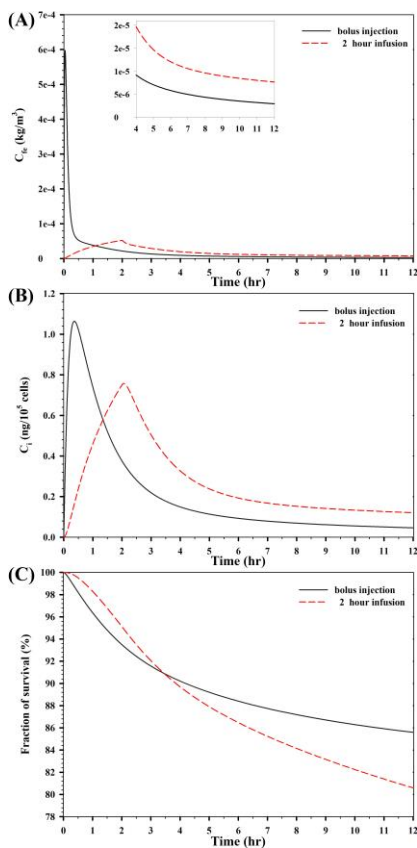 (A)
bolus injection
2 hour infusion
7e-4
6e-4
5e-4
4e-4
3e-4
2e-4
1e-4
0
C_fe (kg/m³)
2e-5
2e-5
1e-5
5e-6
0
4 5 6 7 8 9 10 11 12
0 1 2 3 4 5 6 7 8 9 10 11 12
Time (hr)
(B)
bolus injection
2 hour infusion
1.2
1.0
0.8
0.6
0.4
0.2
0.0
C_i (ng/10⁵ cells)
0 1 2 3 4 5 6 7 8 9 10 11 12
Time (hr)
(C)
bolus injection
2 hour infusion
100
98
96
94
92
90
88
86
84
82
80
78
Fraction of survival (%)
0 1 2 3 4 5 6 7 8 9 10 11 12
Time (hr)